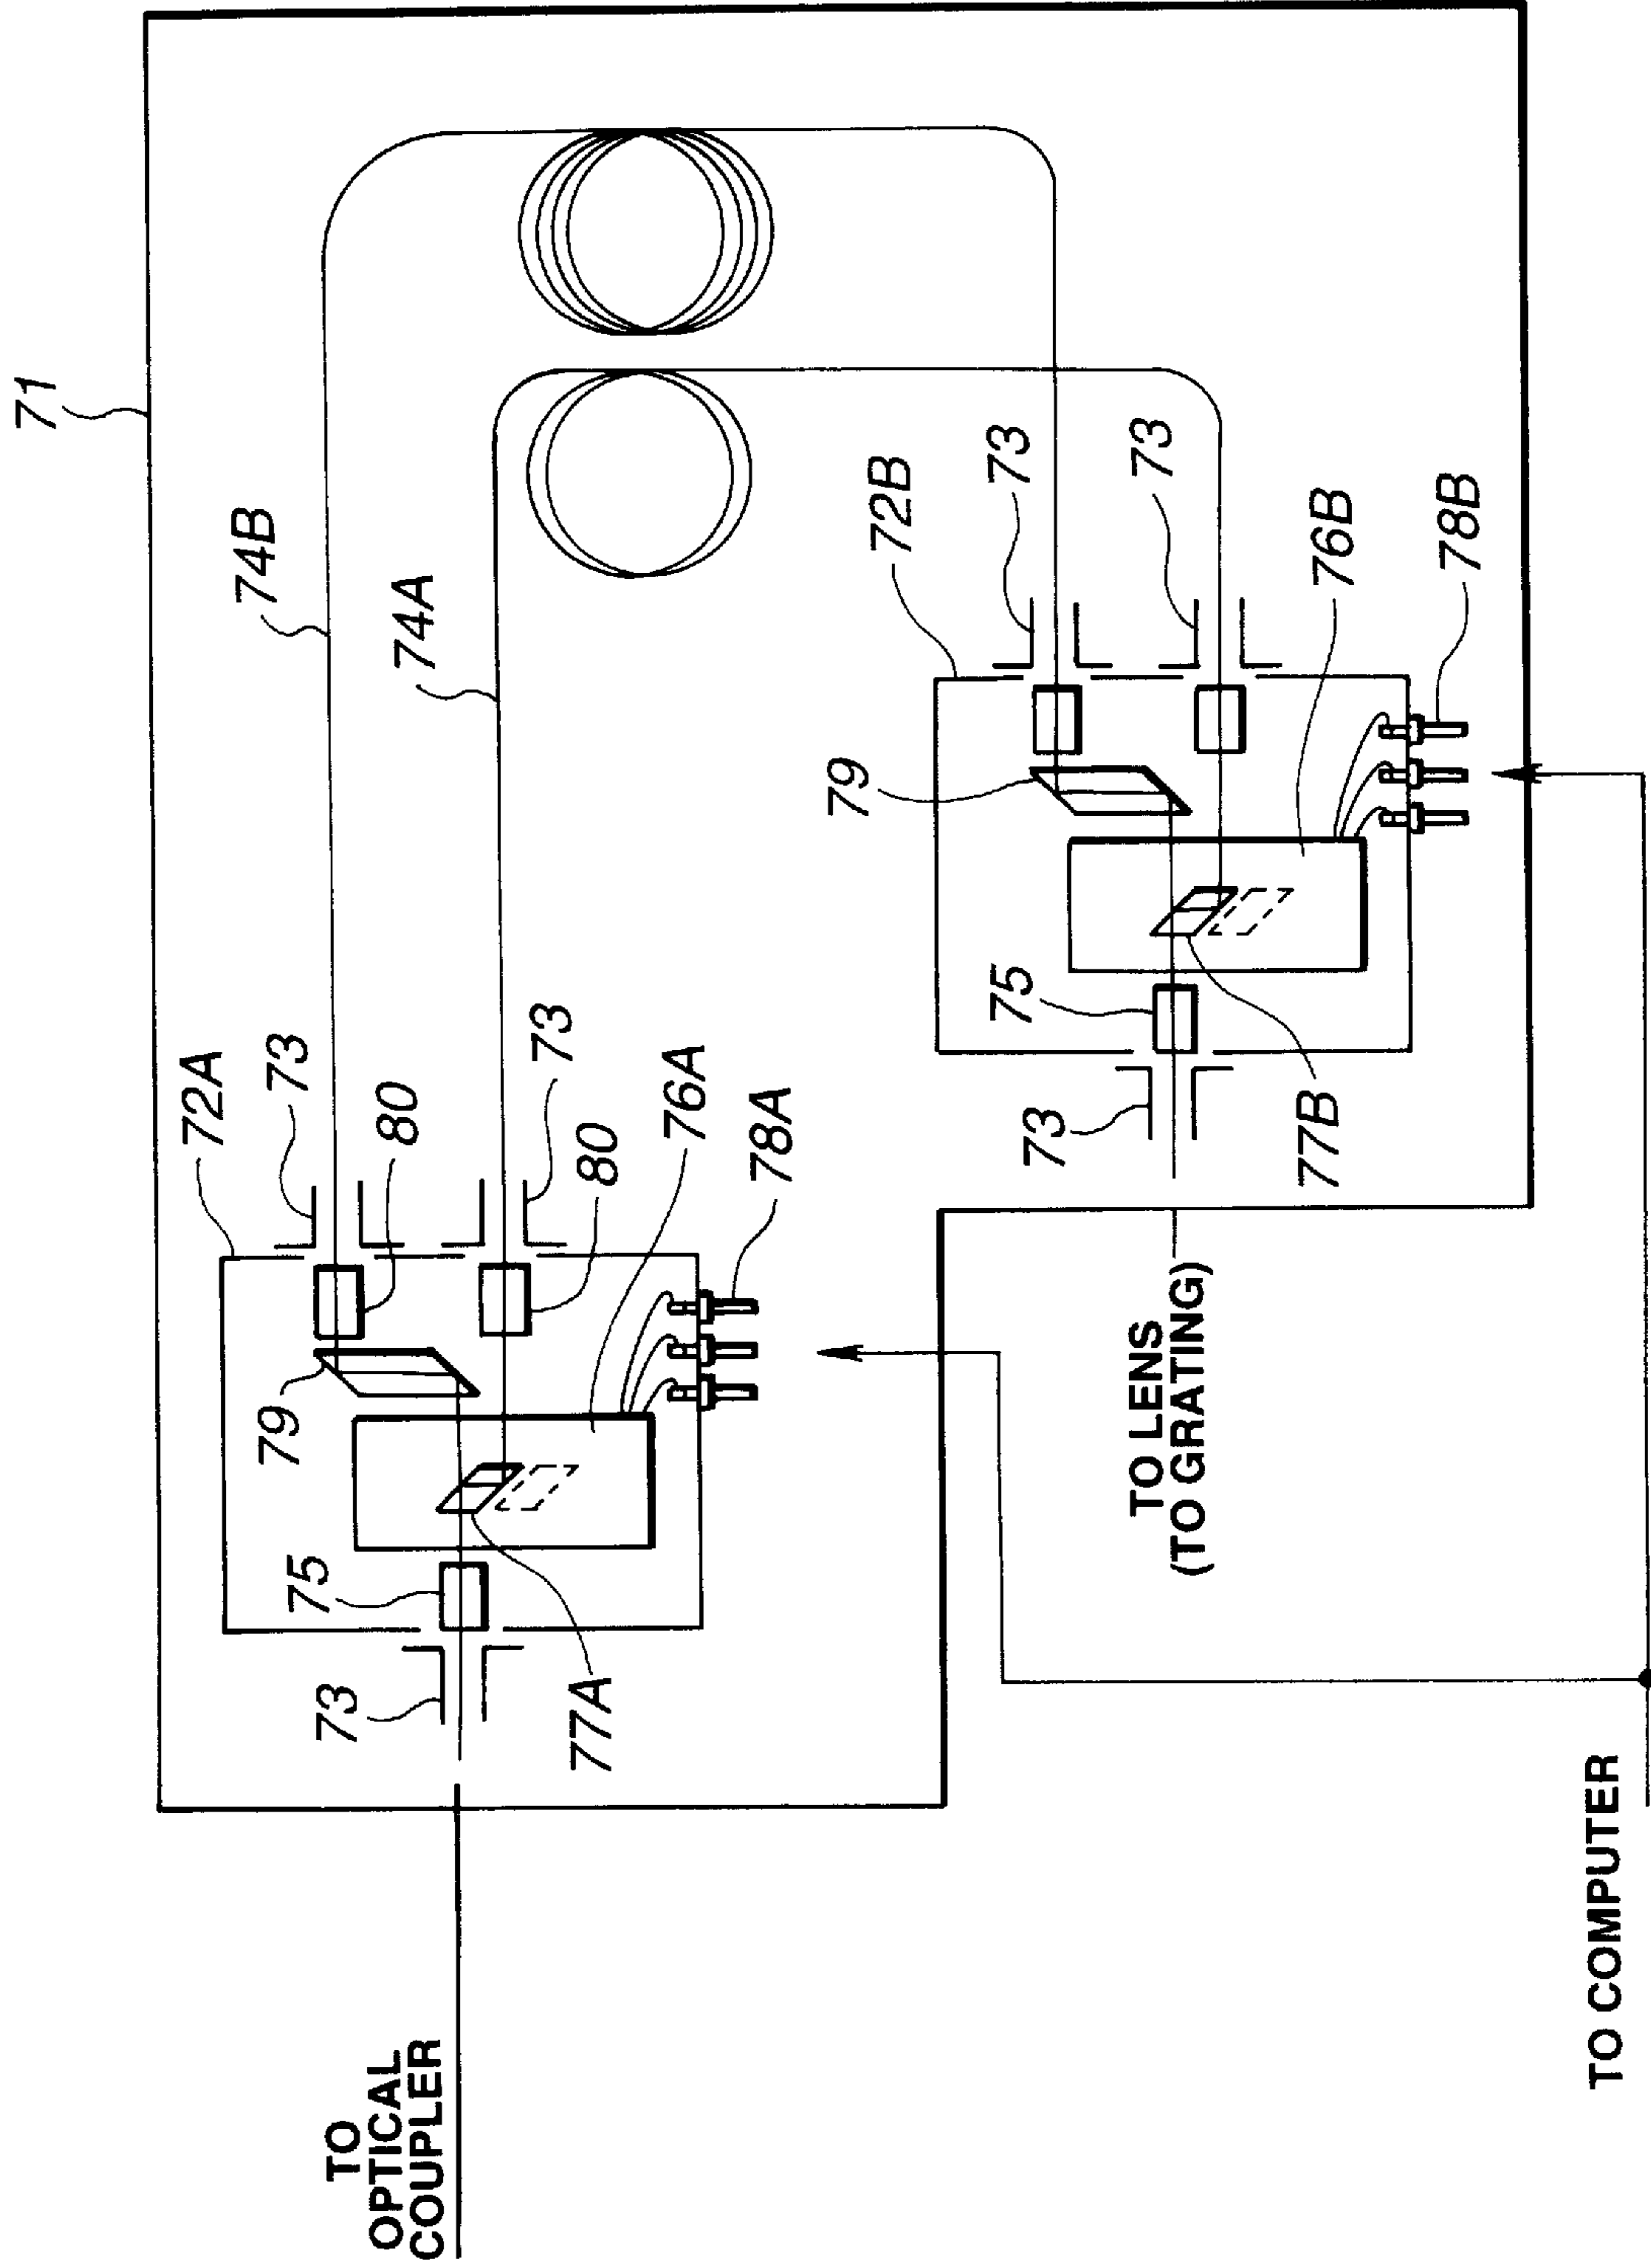 71
74B
74A
72A
73
80
73
80
76A
78A
79
75
73
77A
72B
73
73
76B
78B
79
75
73
77B
TO
OPTICAL
COUPLER
TO LENS
(TO GRATING)
TO COMPUTER